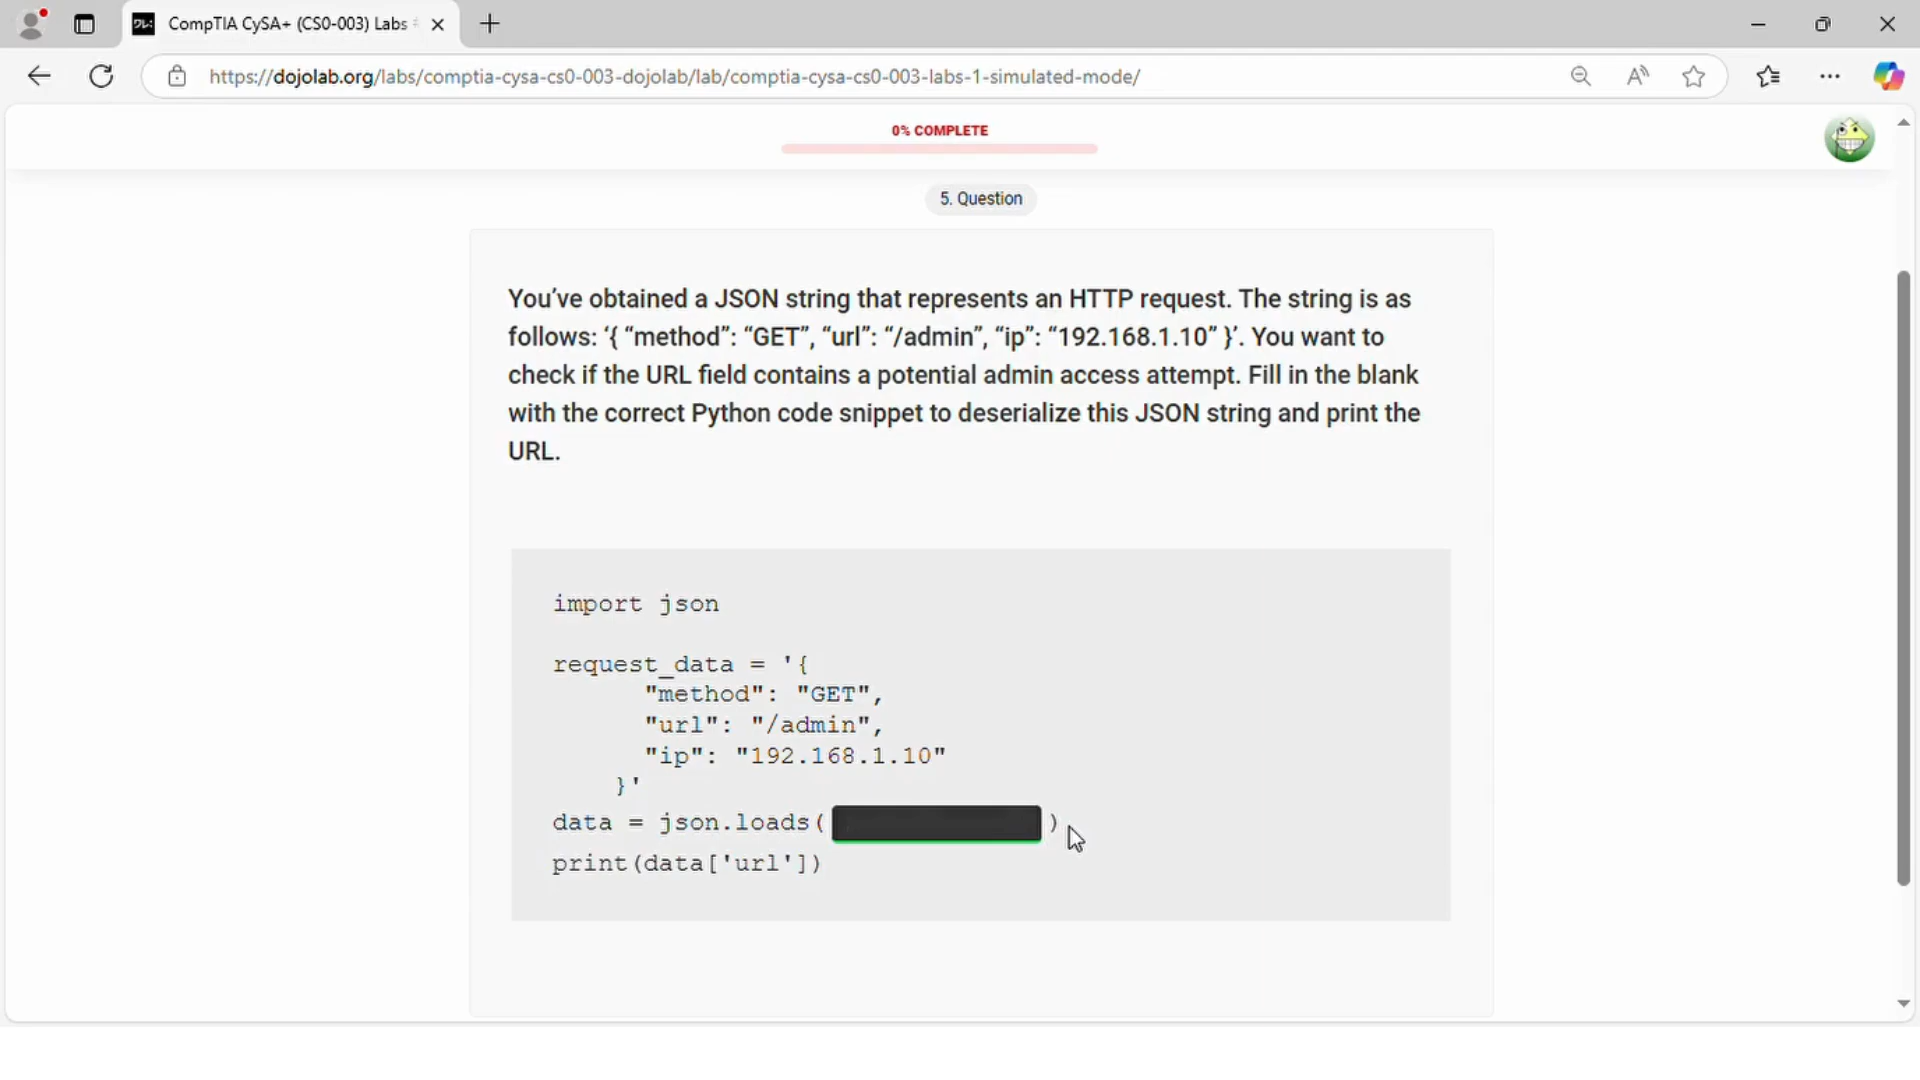 CompTIA CySA+ (CS0-003) Labs
https://dojolab.org/labs/comptia-cysa-cs0-003-dojolab/lab/comptia-cysa-cs0-003-labs-1-simulated-mode/
0% COMPLETE
5. Question
You’ve obtained a JSON string that represents an HTTP request. The string is as
follows: ‘{ “method”: “GET”, “url”: “/admin”, “ip”: “192.168.1.10” }’. You want to
check if the URL field contains a potential admin access attempt. Fill in the blank
with the correct Python code snippet to deserialize this JSON string and print the
URL.
import json
request_data = '{
"method": "GET",
"url": "/admin",
"ip": "192.168.1.10"
}'
data = json.loads( )
print(data['url'])